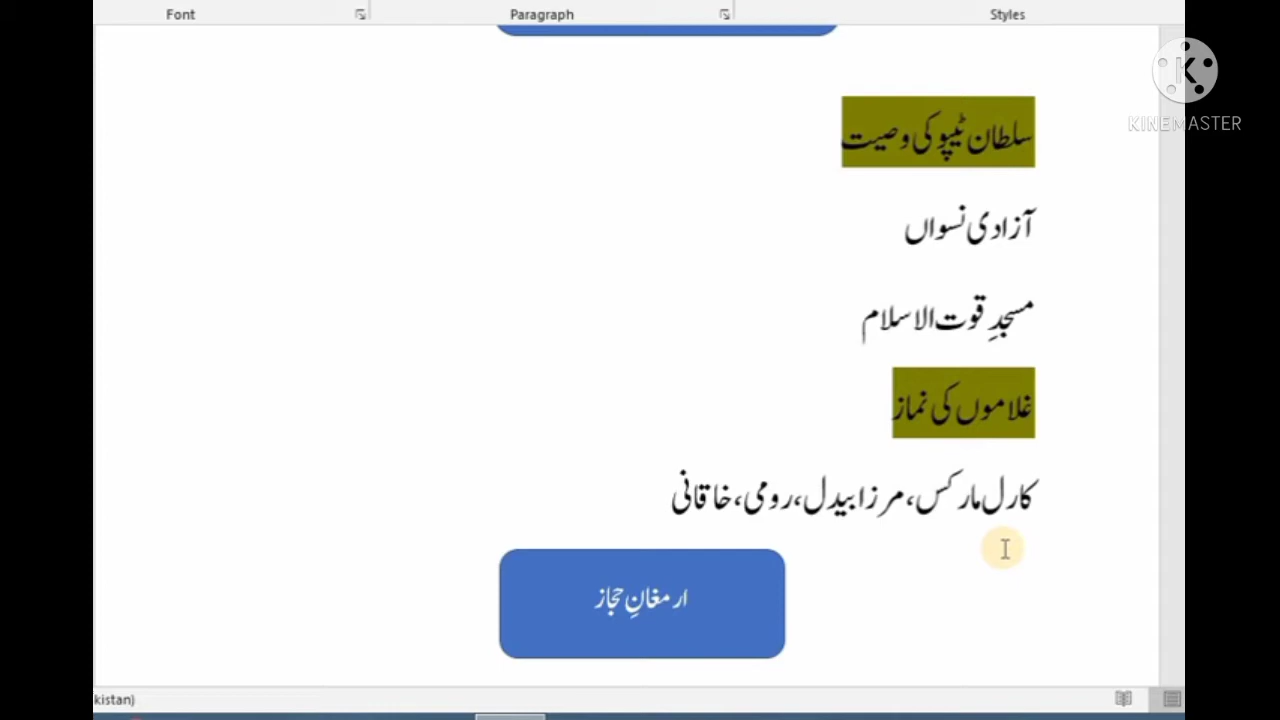 Font Paragraph Styles
KINEMASTER
سلطان ٹیپو کی وصیت
آزادی نسواں
مسجدِ قوت الاسلام
غلاموں کی نماز
کارل مارکس، مرزا بیدل، رومی، خاقانی
ارمغانِ حجاز
kistan)